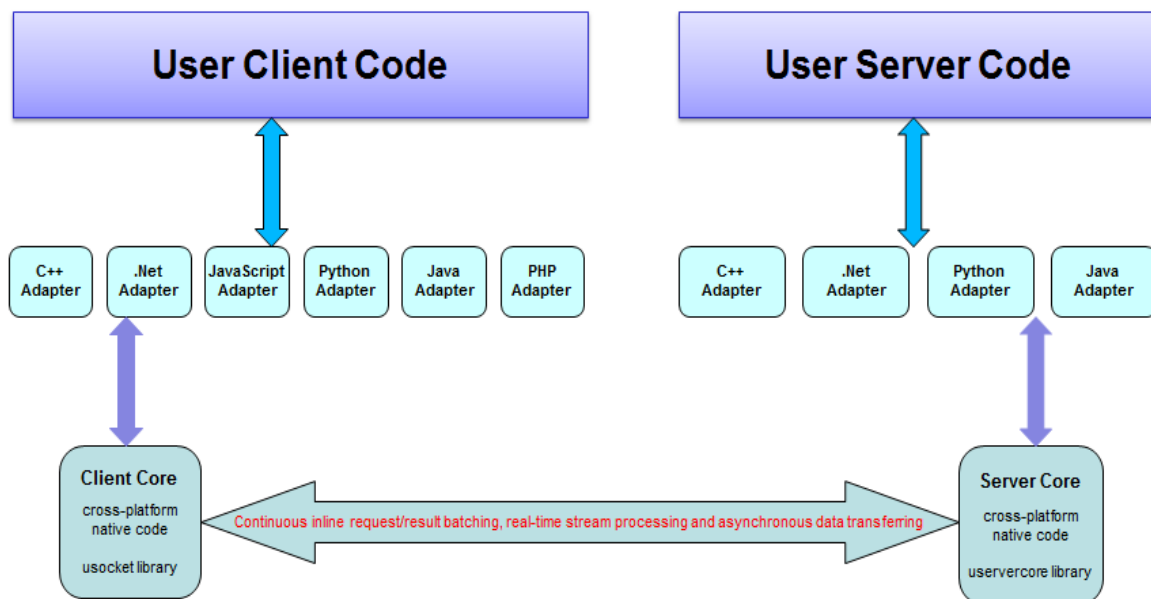 User Client Code
User Server Code
C++
Adapter
.Net
Adapter
JavaScript
Adapter
Python
Adapter
Java
Adapter
PHP
Adapter
C++
Adapter
.Net
Adapter
Python
Adapter
Java
Adapter
Client Core
cross-platform
native code
usocket library
Continuous inline request/result batching, real-time stream processing and asynchronous data transferring
Server Core
cross-platform
native code
uservercore library